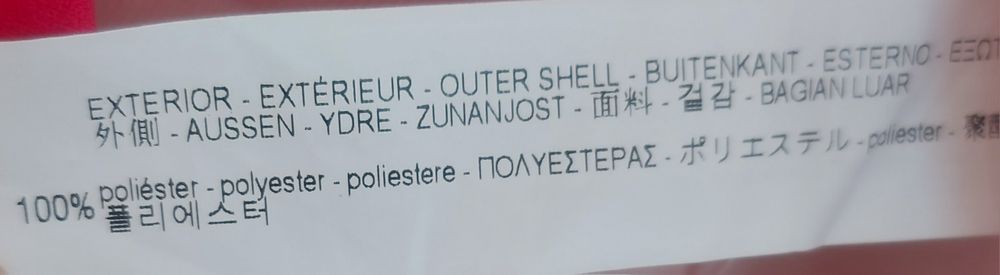 EXTERIOR - EXTÉRIEUR - OUTER SHELL - BUITENKANT - ESTERNO -
外側 - AUSSEN - YDRE - ZUNANJOST - 面料 - 겉감 - BAGIAN LUAR
100% poliéster - polyester - poliestere - ΠΟΛΥΕΣΤΕΡΑΣ - ポリエステル - poliester - 聚
폴리에스터